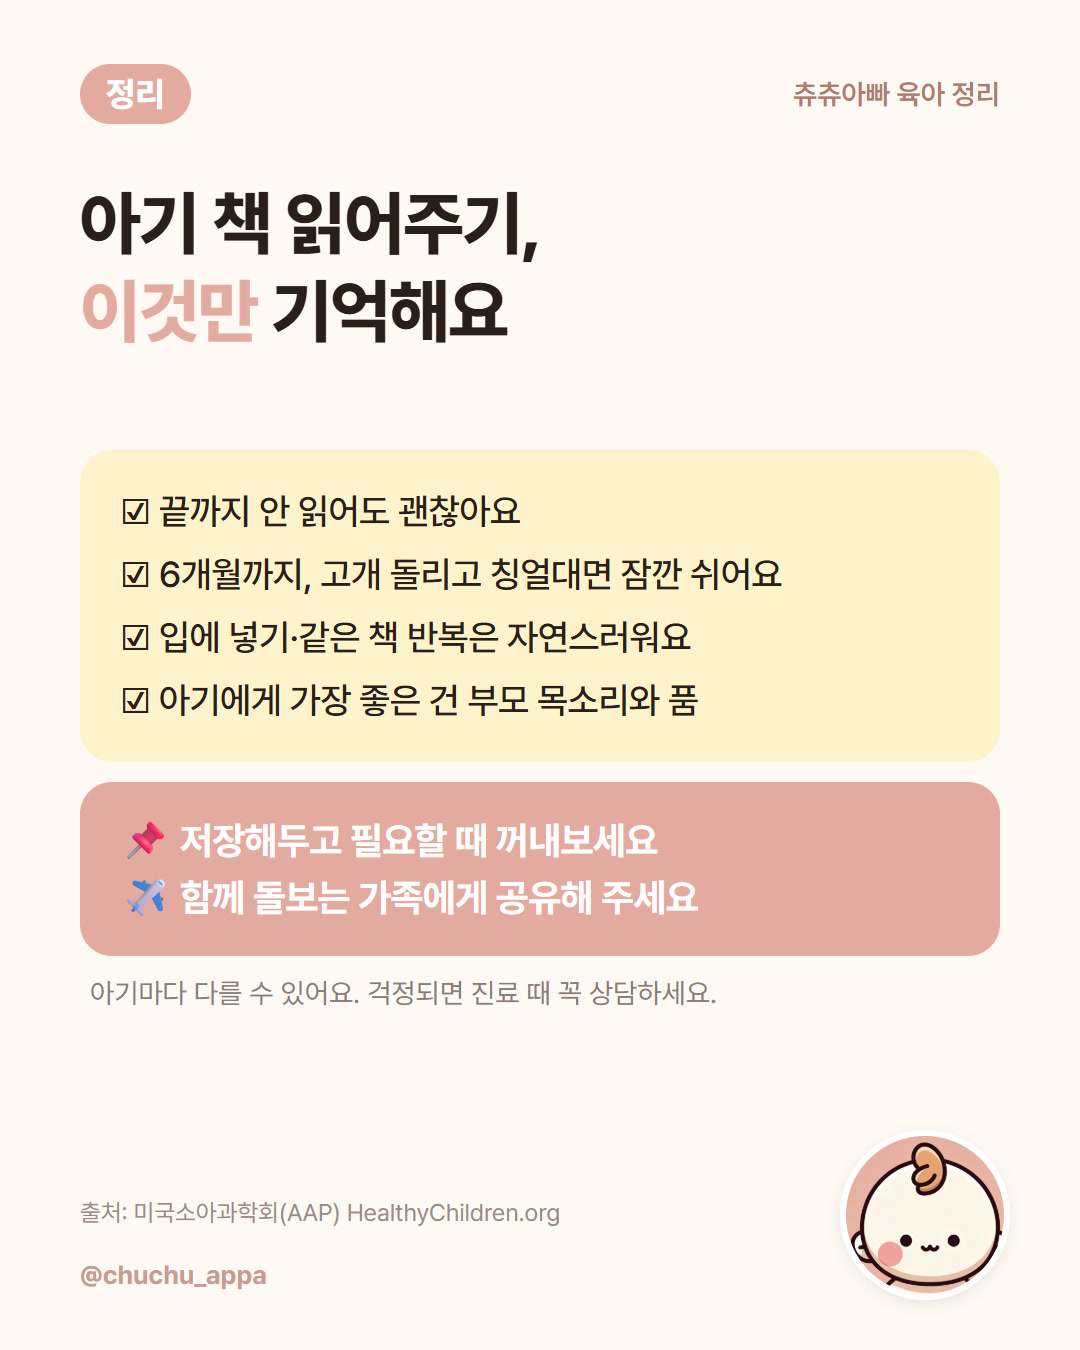 정리
츄츄아빠 육아 정리
아기 책 읽어주기,
이것만 기억해요
☑ 끝까지 안 읽어도 괜찮아요
☑ 6개월까지, 고개 돌리고 칭얼대면 잠깐 쉬어요
☑ 입에 넣기·같은 책 반복은 자연스러워요
☑ 아기에게 가장 좋은 건 부모 목소리와 품
📌 저장해두고 필요할 때 꺼내보세요
✈️ 함께 돌보는 가족에게 공유해 주세요
아기마다 다를 수 있어요. 걱정되면 진료 때 꼭 상담하세요.
출처: 미국소아과학회(AAP) HealthyChildren.org
@chuchu_appa